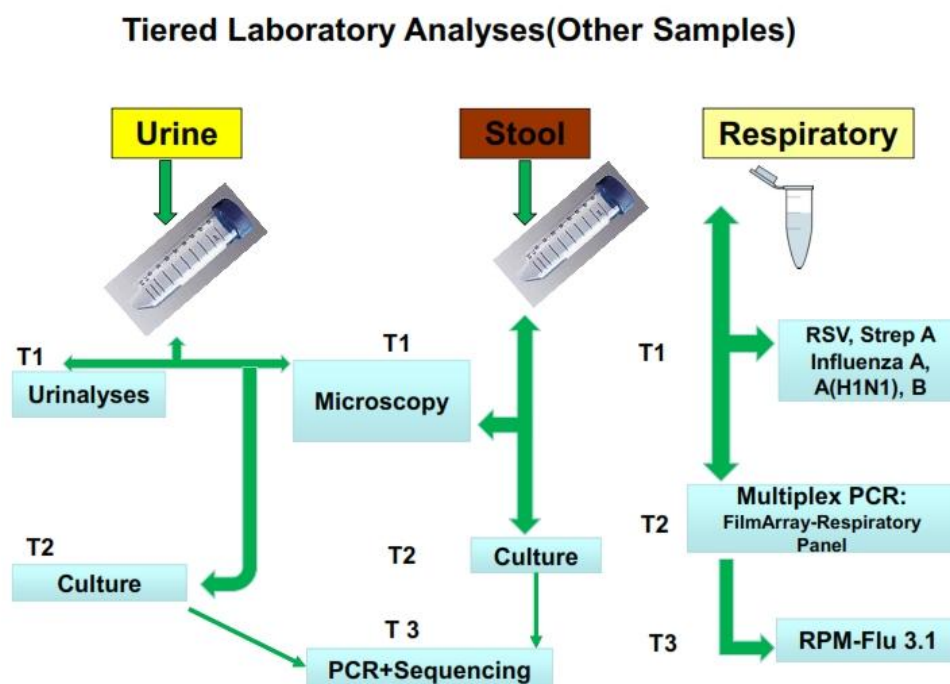 Tiered Laboratory Analyses(Other Samples)
Urine
Stool
Respiratory
T1
Urinalyses
T1
Microscopy
T1
RSV, Strep A
Influenza A,
A(H1N1), B
T2
Culture
T2
Culture
T2
Multiplex PCR:
FilmArray-Respiratory
Panel
T 3
PCR+Sequencing
T3
RPM-Flu 3.1